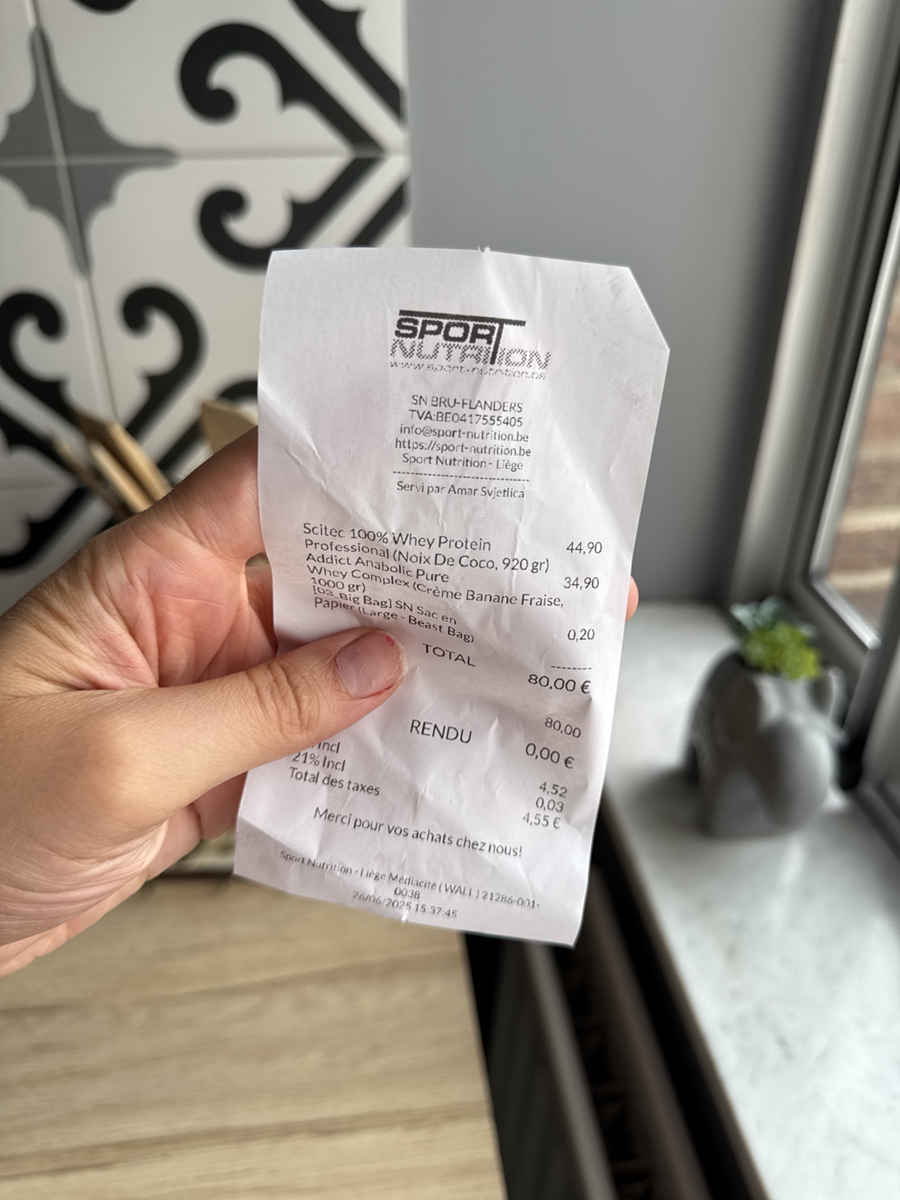 SPORT
NUTRITION
www.sport-nutrition.be
SN BRU-FLANDERS
TVA:BE0417555405
info@sport-nutrition.be
https://sport-nutrition.be
Sport Nutrition - Liège
--------------------------------
Servi par Amar Svjetlica
Scitec 100% Whey Protein 44,90
Professional (Noix De Coco, 920 gr)
Addict Anabolic Pure 34,90
Whey Complex (Crème Banane Fraise,
1000 gr)
[03_Big Bag] SN Sac en 0,20
Papier (Large - Beast Bag)
--------
TOTAL 80,00 €
80,00
RENDU 0,00 €
Incl 4,52
21% Incl 0,03
Total des taxes 4,55 €
Merci pour vos achats chez nous!
Sport Nutrition - Liège Médiacité (WALL) 21286-001-
0038
26/06/2025 15:37:45